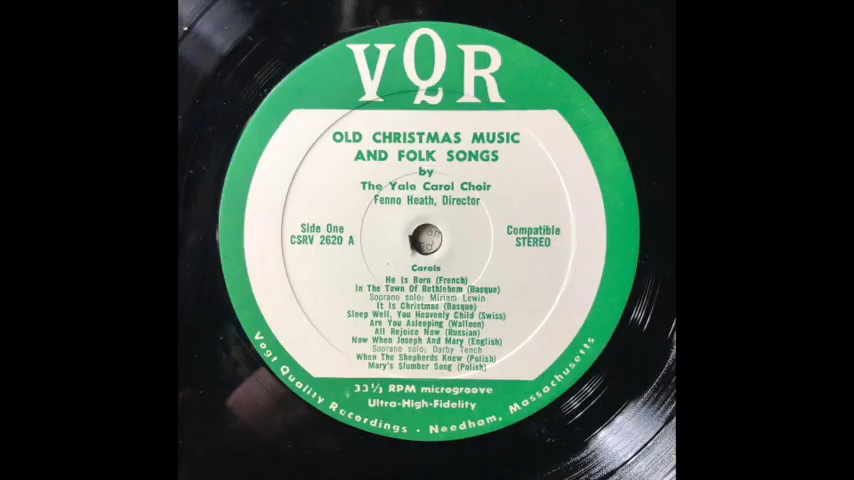 VQR
OLD CHRISTMAS MUSIC
AND FOLK SONGS
by
The Yale Carol Choir
Fenno Heath, Director
Side One
CSRV 2620 A
Compatible
STEREO
Carols
He Is Born (French)
In The Town Of Bethlehem (Basque)
Soprano solo: Miriam Lewin
It Is Christmas (Basque)
Sleep Well, You Heavenly Child (Swiss)
Are You Asleeping (Walloon)
All Rejoice Now (Russian)
Now When Joseph And Mary (English)
Soprano solo: Darby Tench
When The Shepherds Knew (Polish)
Mary's Slumber Song (Polish)
33⅓ RPM microgroove
Ultra-High-Fidelity
Vogt Quality Recordings • Needham, Massachusetts